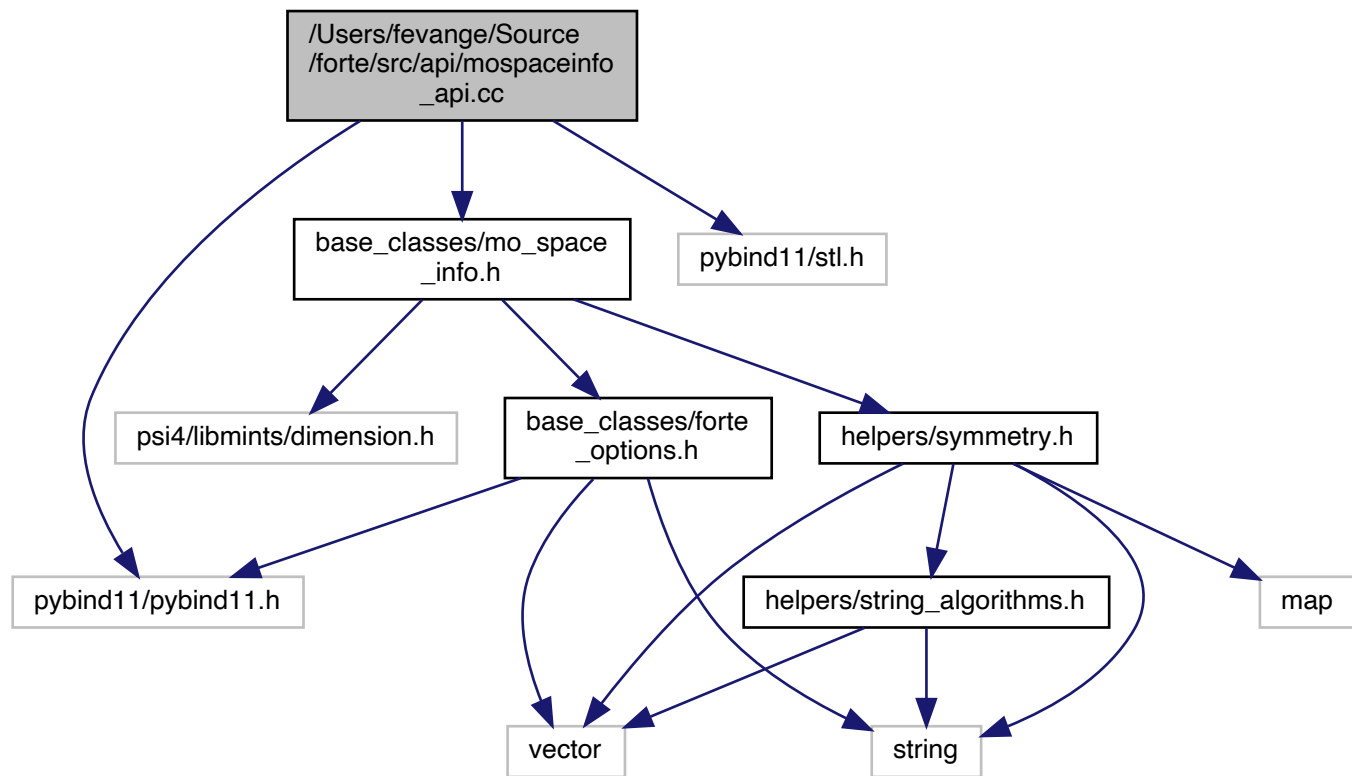 /Users/fevange/Source
/forte/src/api/mospaceinfo
_api.cc
base_classes/mo_space
_info.h
pybind11/stl.h
psi4/libmints/dimension.h
base_classes/forte
_options.h
helpers/symmetry.h
pybind11/pybind11.h
helpers/string_algorithms.h
map
vector
string